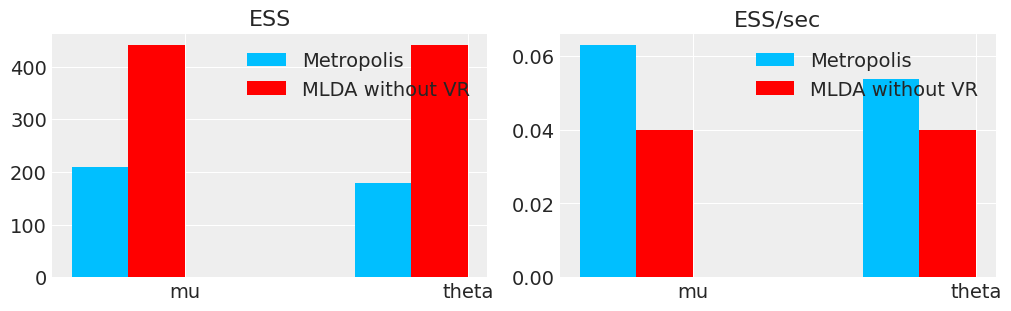 ESS
Metropolis
MLDA without VR
400
300
200
100
0
mu
theta
ESS/sec
Metropolis
MLDA without VR
0.06
0.04
0.02
0.00
mu
theta